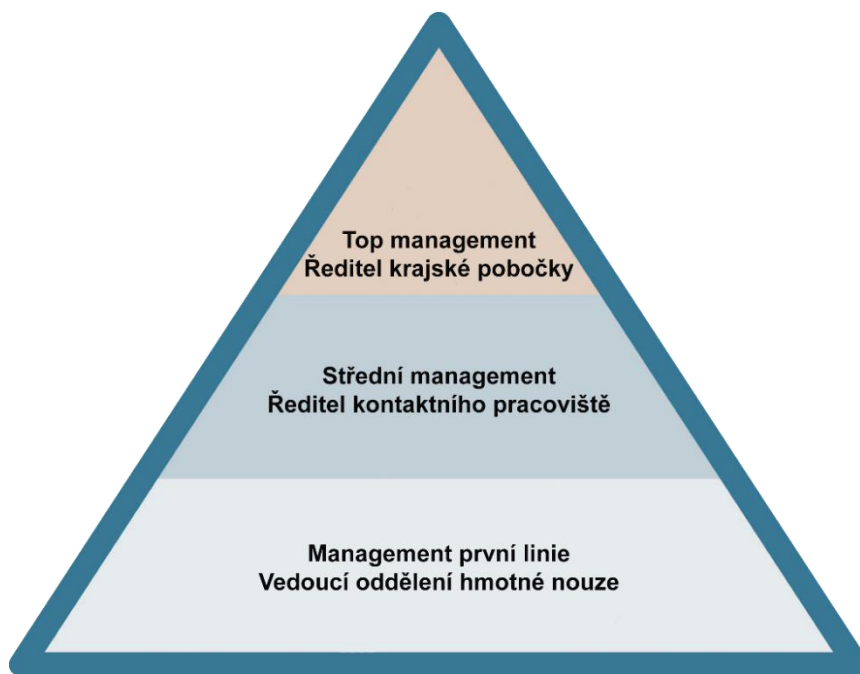 Top management
Ředitel krajské pobočky
Střední management
Ředitel kontaktního pracoviště
Management první linie
Vedoucí oddělení hmotné nouze